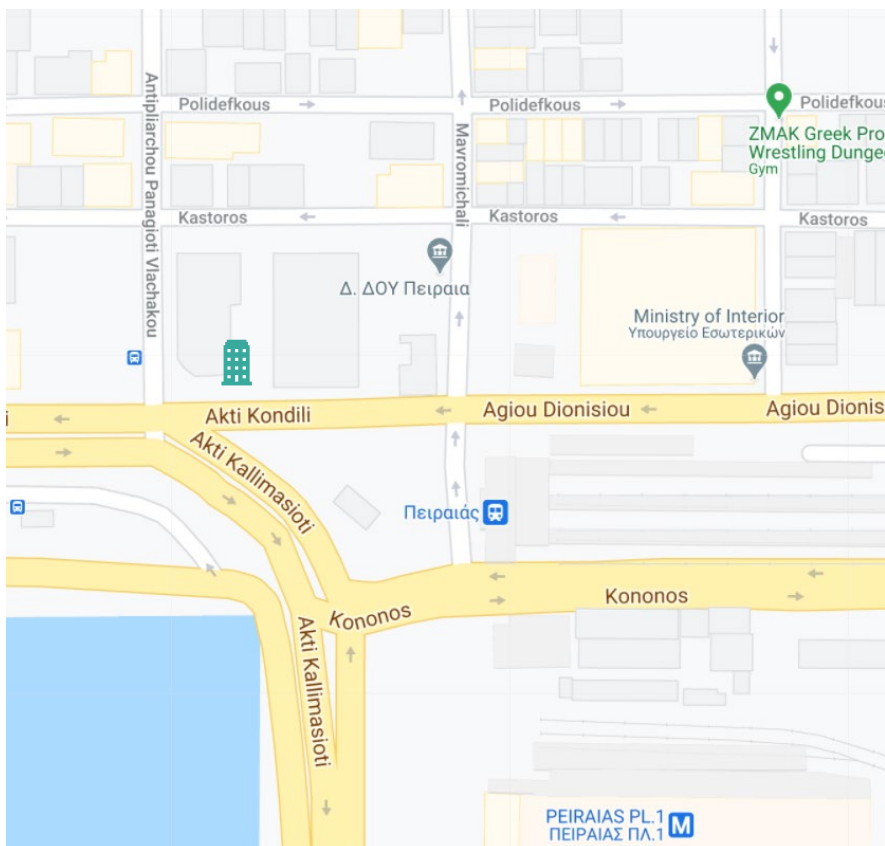 Polidefkous
Polidefkous
Polidefkous
Antipliarchou Panagioti Vlachakou
Mavromichali
ZMAK Greek Pro
Wrestling Dunge
Gym
Kastoros
Kastoros
Kastoros
Δ. ΔΟΥ Πειραια
Ministry of Interior
Υπουργείο Εσωτερικών
i
Akti Kondili
Agiou Dionisiou
Agiou Dionis
Akti Kallimasioti
Πειραιάς
Kononos
Kononos
Akti Kallimasioti
PEIRAIAS PL.1
ΠΕΙΡΑΙΑΣ ΠΛ.1
M